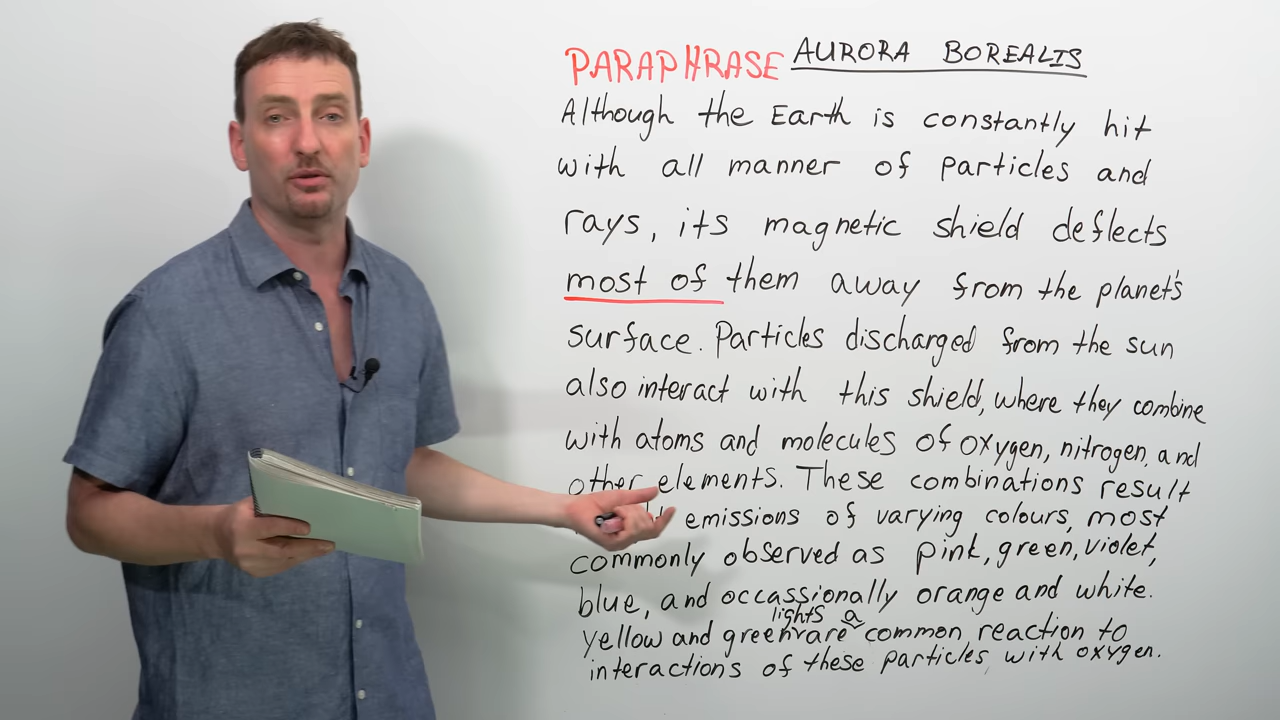 PARAPHRASE AURORA BOREALIS
Although the Earth is constantly hit
with all manner of particles and
rays, its magnetic shield deflects
most of them away from the planet's
surface. Particles discharged from the sun
also interact with this shield, where they combine
with atoms and molecules of oxygen, nitrogen, and
other elements. These combinations result
emissions of varying colours, most
commonly observed as pink, green, violet,
blue, and occassionally orange and white.
lights a
Yellow and green are common reaction to
interactions of these particles with oxygen.